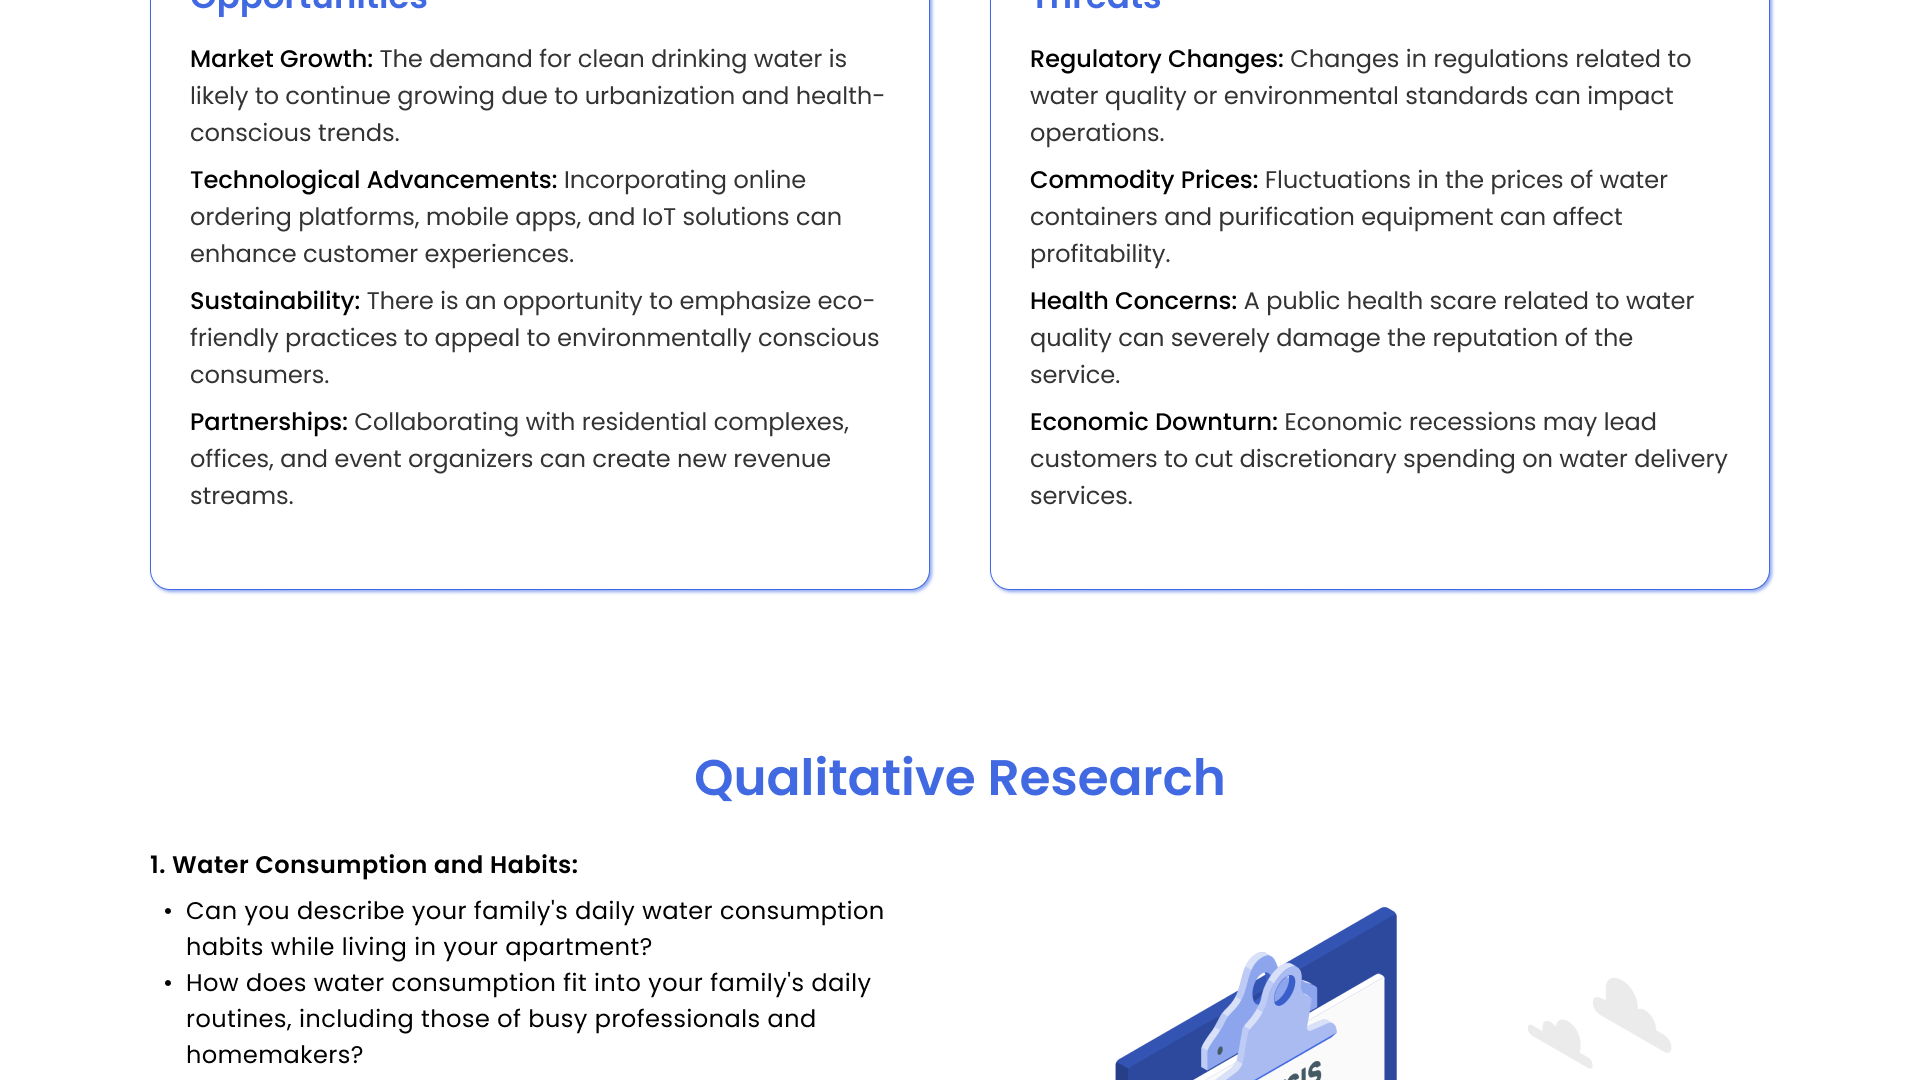 Opportunities
Market Growth: The demand for clean drinking water is
likely to continue growing due to urbanization and health-
conscious trends.
Technological Advancements: Incorporating online
ordering platforms, mobile apps, and IoT solutions can
enhance customer experiences.
Sustainability: There is an opportunity to emphasize eco-
friendly practices to appeal to environmentally conscious
consumers.
Partnerships: Collaborating with residential complexes,
offices, and event organizers can create new revenue
streams.
Threats
Regulatory Changes: Changes in regulations related to
water quality or environmental standards can impact
operations.
Commodity Prices: Fluctuations in the prices of water
containers and purification equipment can affect
profitability.
Health Concerns: A public health scare related to water
quality can severely damage the reputation of the
service.
Economic Downturn: Economic recessions may lead
customers to cut discretionary spending on water delivery
services.
Qualitative Research
1. Water Consumption and Habits:
• Can you describe your family's daily water consumption
habits while living in your apartment?
• How does water consumption fit into your family's daily
routines, including those of busy professionals and
homemakers?